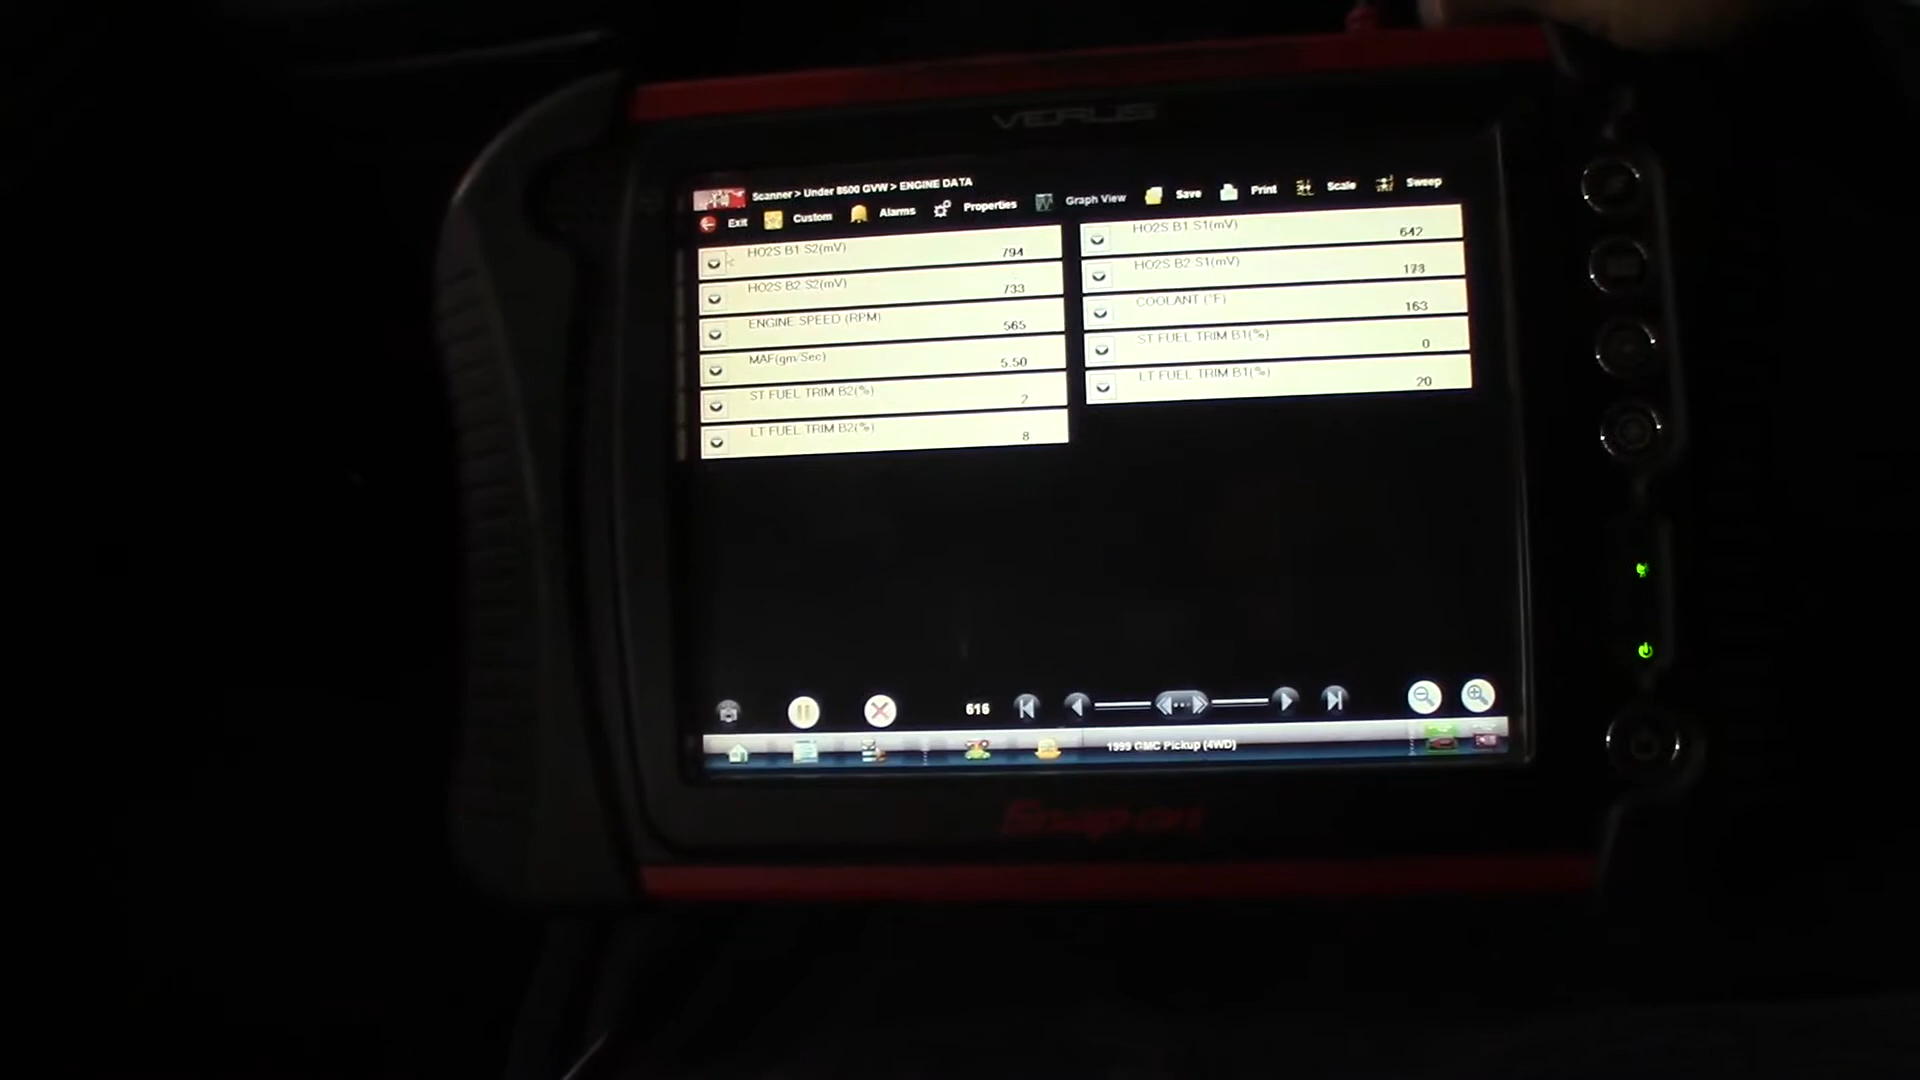 VERUS
Scanner > Under 8600 GVW > ENGINE DATA
Exit Custom Alarms Properties Graph View Save Print Scale Sweep
HO2S B1 S2(mV) 794
HO2S B2 S2(mV) 733
ENGINE SPEED (RPM) 565
MAF(gm/Sec) 5.50
ST FUEL TRIM B2(%) 2
LT FUEL TRIM B2(%) 8
HO2S B1 S1(mV) 642
HO2S B2 S1(mV) 173
COOLANT (°F) 163
ST FUEL TRIM B1(%) 0
LT FUEL TRIM B1(%) 20
616
1999 GMC Pickup (4WD)
Snap-on